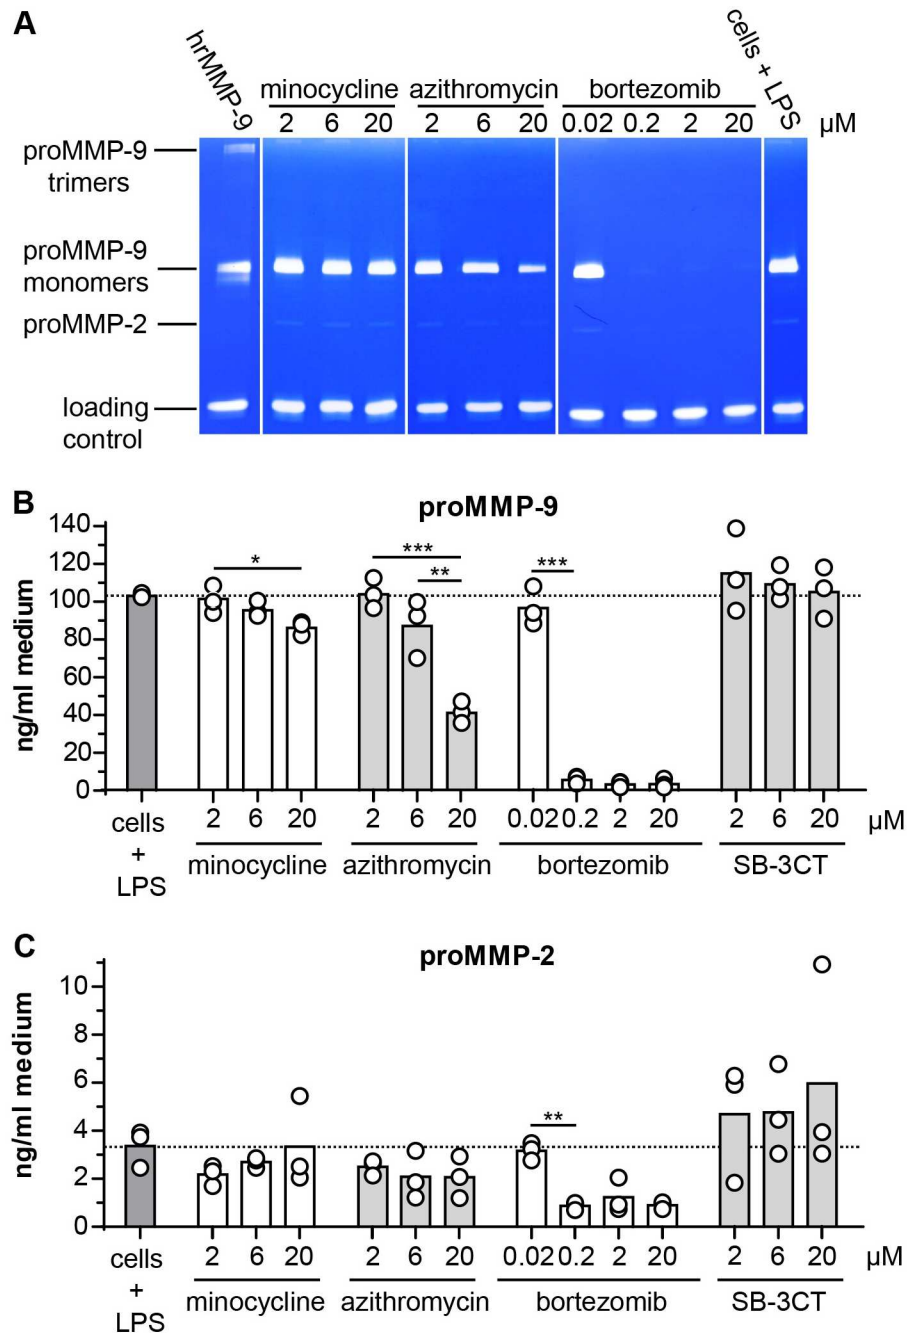 A
hrMMP-9
minocycline azithromycin bortezomib
cells + LPS
2 6 20 2 6 20 0.02 0.2 2 20 µM
proMMP-9
trimers
proMMP-9
monomers
proMMP-2
loading
control
B
proMMP-9
ng/ml medium
140
120
100
80
60
40
20
0
* *** ** ***
cells
+
LPS
2 6 20 2 6 20 0.02 0.2 2 20 2 6 20 µM
minocycline azithromycin bortezomib SB-3CT
C
proMMP-2
ng/ml medium
10
8
6
4
2
0
**
cells
+
LPS
2 6 20 2 6 20 0.02 0.2 2 20 2 6 20 µM
minocycline azithromycin bortezomib SB-3CT